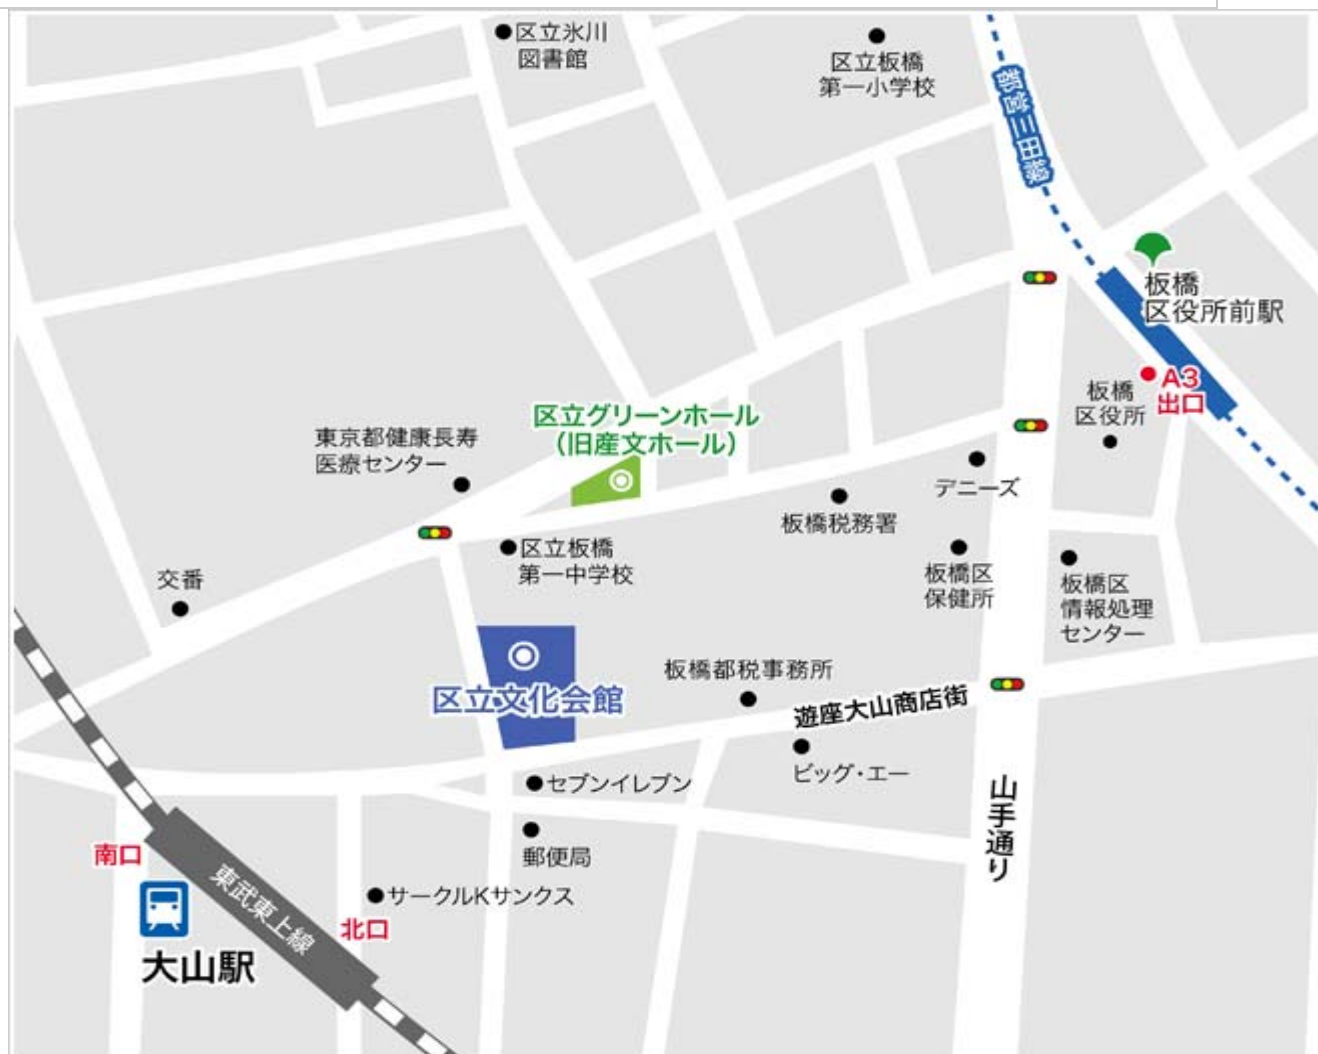 区立氷川
図書館
区立板橋
第一小学校
都営三田線
板橋
区役所前駅
A3
出口
板橋
区役所
区立グリーンホール
(旧産文ホール)
東京都健康長寿
医療センター
デニーズ
板橋税務署
区立板橋
第一中学校
板橋区
保健所
板橋区
情報処理
センター
交番
区立文化会館
板橋都税事務所
遊座大山商店街
ビッグ・エー
セブンイレブン
山手通り
郵便局
南口
サークルKサンクス
東武東上線
北口
大山駅